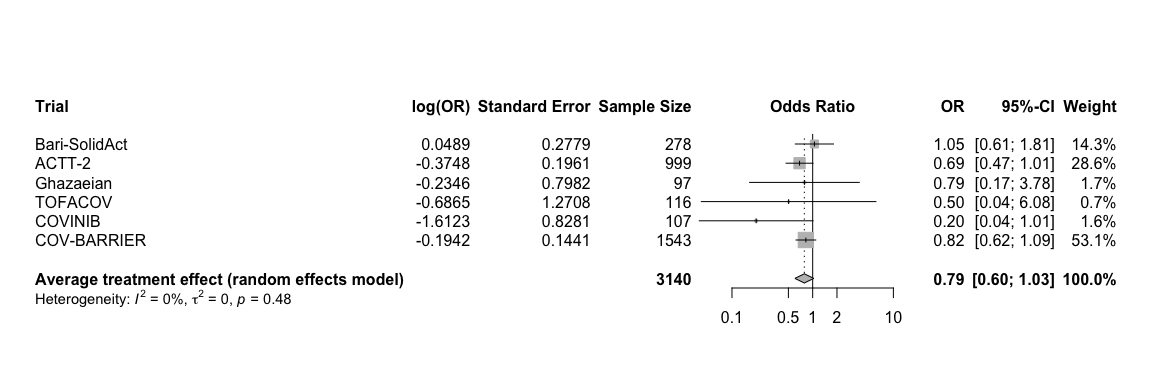 Trial log(OR) Standard Error Sample Size Odds Ratio OR 95%-CI Weight
Bari-SolidAct 0.0489 0.2779 278 1.05 [0.61; 1.81] 14.3%
ACTT-2 -0.3748 0.1961 999 0.69 [0.47; 1.01] 28.6%
Ghazaeian -0.2346 0.7982 97 0.79 [0.17; 3.78] 1.7%
TOFACOV -0.6865 1.2708 116 0.50 [0.04; 6.08] 0.7%
COVINIB -1.6123 0.8281 107 0.20 [0.04; 1.01] 1.6%
COV-BARRIER -0.1942 0.1441 1543 0.82 [0.62; 1.09] 53.1%
Average treatment effect (random effects model) 3140 0.79 [0.60; 1.03] 100.0%
Heterogeneity: I² = 0%, τ² = 0, p = 0.48
0.1 0.5 1 2 10